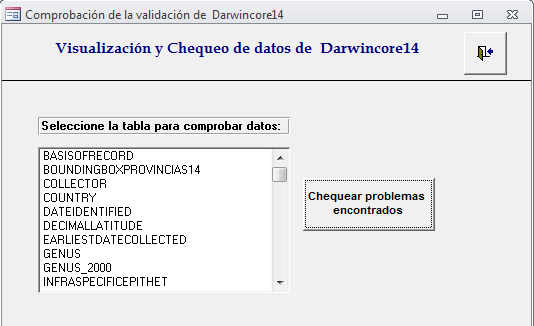 Comprobación de la validación de Darwincore14
Visualización y Chequeo de datos de Darwincore14
Seleccione la tabla para comprobar datos:
BASISOFRECORD
BOUNDINGBOXPROVINCIAS14
COLLECTOR
COUNTRY
DATEIDENTIFIED
DECIMALLATITUDE
EARLIESTDATECOLLECTED
GENUS
GENUS_2000
INFRASPECIFICEPITHET
Chequear problemas
encontrados